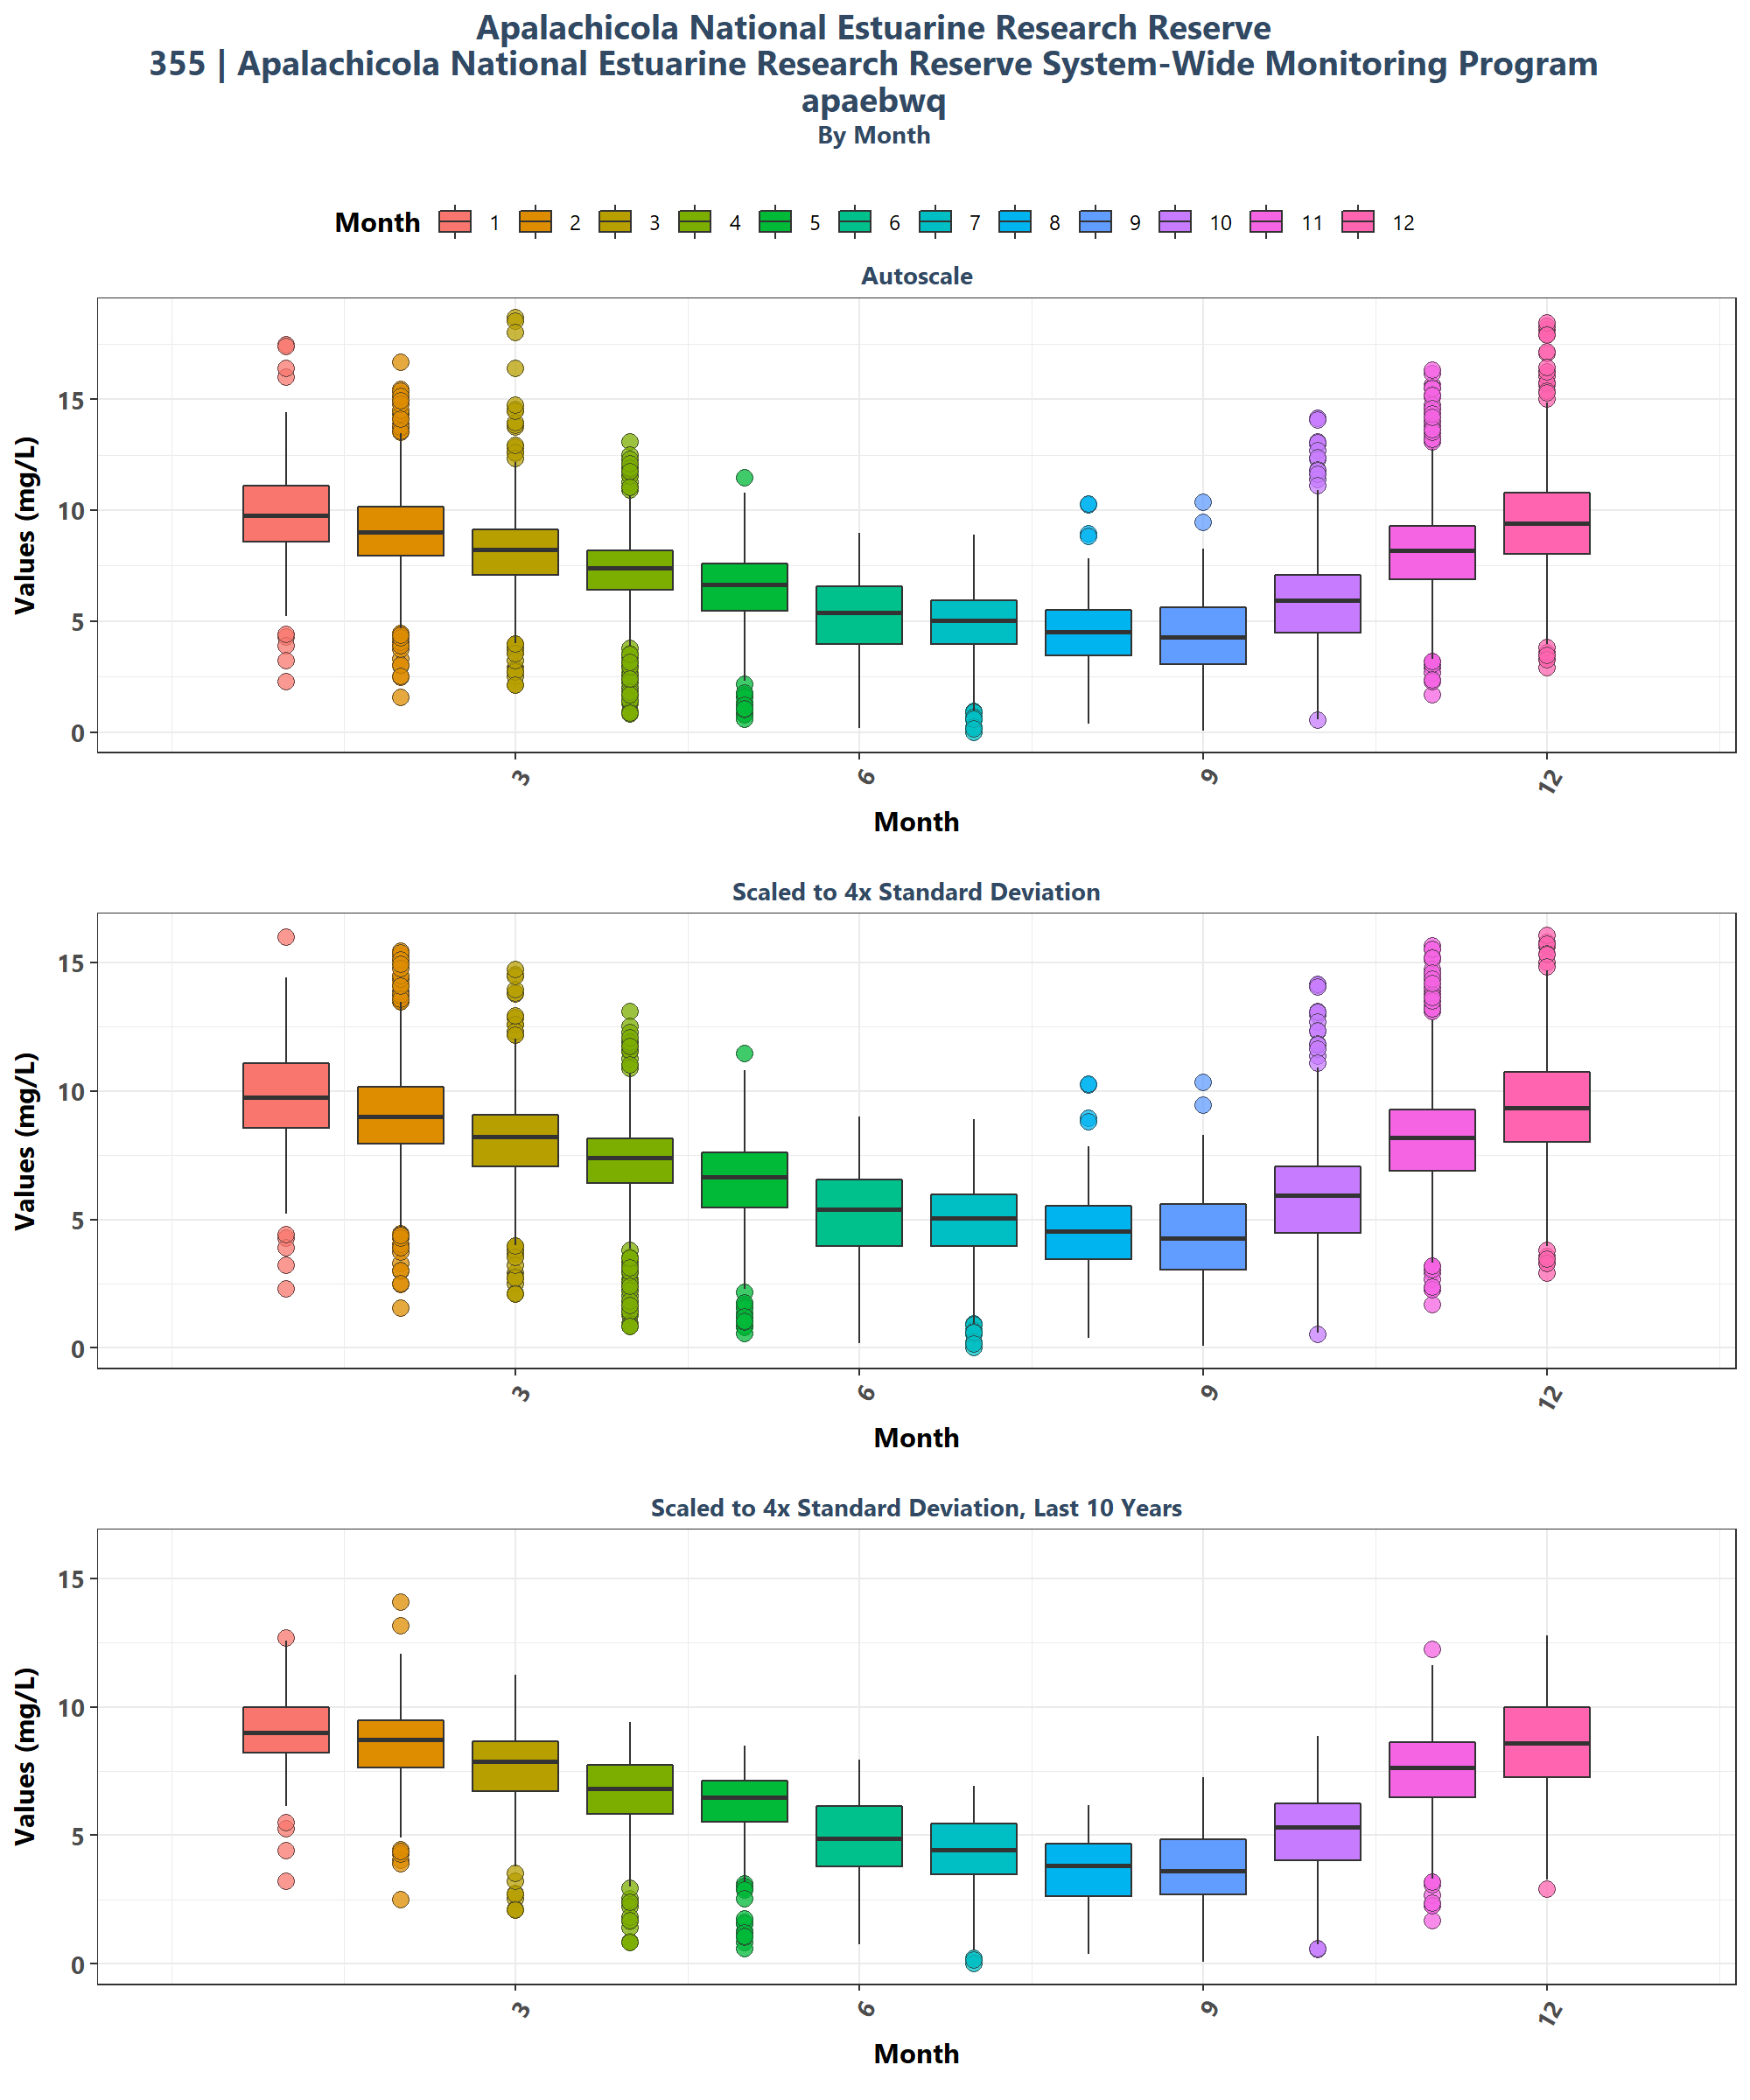 Apalachicola National Estuarine Research Reserve
355 | Apalachicola National Estuarine Research Reserve System-Wide Monitoring Program
apaebwq
By Month
Month 1 2 3 4 5 6 7 8 9 10 11 12
Autoscale
Values (mg/L)
15
10
5
0
3 6 9 12
Month
Scaled to 4x Standard Deviation
Values (mg/L)
15
10
5
0
3 6 9 12
Month
Scaled to 4x Standard Deviation, Last 10 Years
Values (mg/L)
15
10
5
0
3 6 9 12
Month